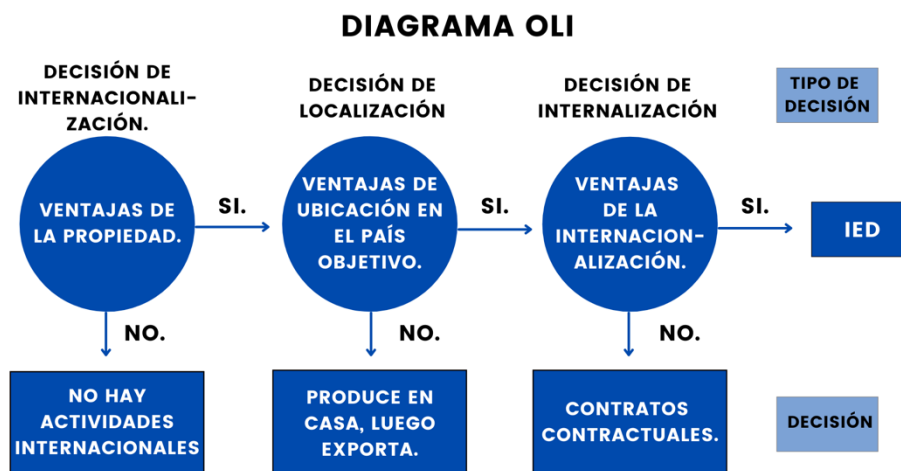 DIAGRAMA OLI
DECISIÓN DE
INTERNACIONALI-
ZACIÓN.
DECISIÓN DE
LOCALIZACIÓN
DECISIÓN DE
INTERNALIZACIÓN
TIPO DE
DECISIÓN
VENTAJAS DE
LA PROPIEDAD.
SI.
VENTAJAS DE
UBICACIÓN EN
EL PAÍS
OBJETIVO.
SI.
VENTAJAS
DE LA
INTERNACION-
ALIZACIÓN.
SI.
IED
NO.
NO.
NO.
NO HAY
ACTIVIDADES
INTERNACIONALES
PRODUCE EN
CASA, LUEGO
EXPORTA.
CONTRATOS
CONTRACTUALES.
DECISIÓN